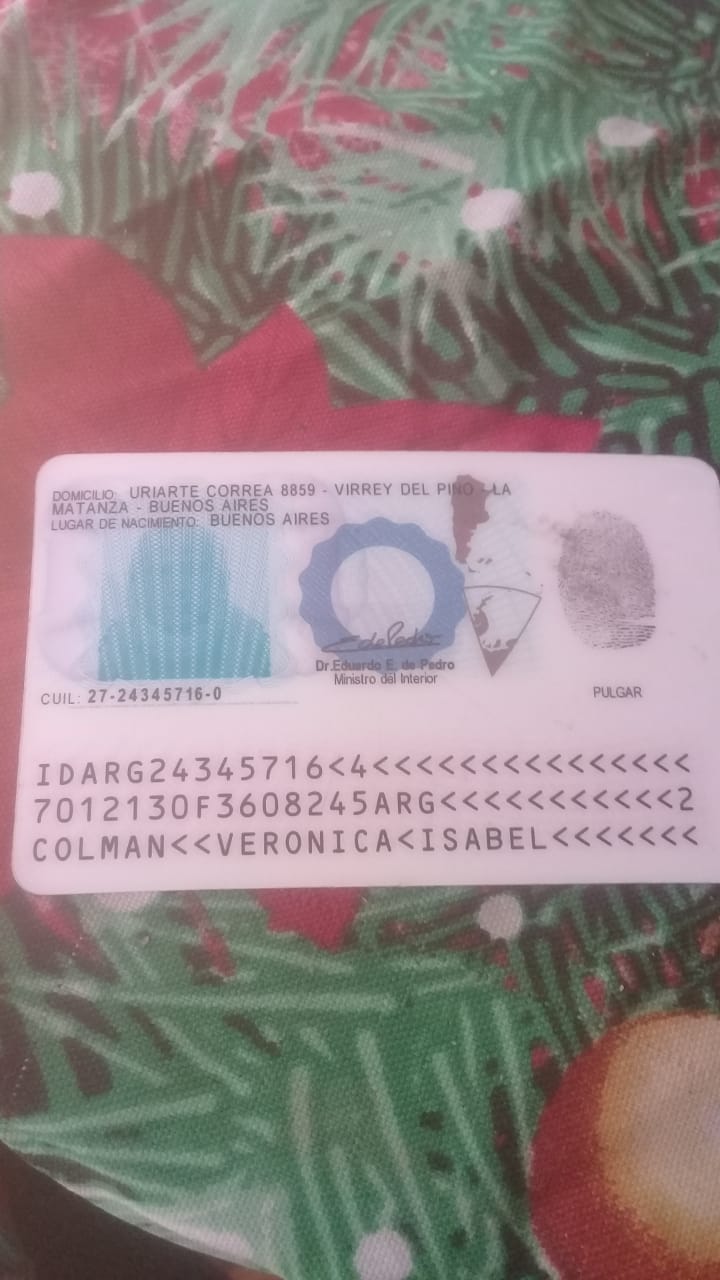 DOMICILIO: URIARTE CORREA 8859 - VIRREY DEL PINO - LA
MATANZA - BUENOS AIRES
LUGAR DE NACIMIENTO: BUENOS AIRES
Dr. Eduardo E. de Pedro
Ministro del Interior
CUIL: 27-24345716-0
PULGAR
IDARG24345716<4<<<<<<<<<<<<<<<
7012130F3608245ARG<<<<<<<<<<<2
COLMAN<<VERONICA<ISABEL<<<<<<<